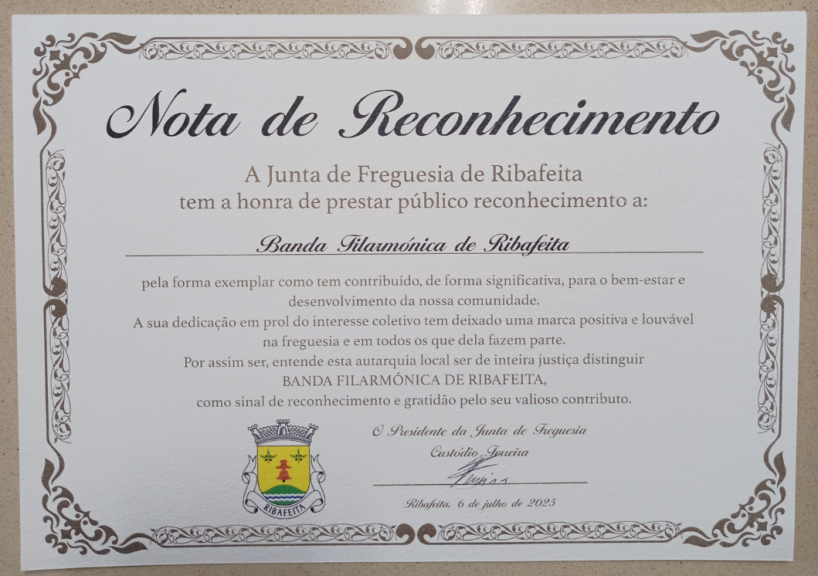 Nota de Reconhecimento
A Junta de Freguesia de Ribafeita
tem a honra de prestar público reconhecimento a:
Banda Filarmónica de Ribafeita
pela forma exemplar como tem contribuído, de forma significativa, para o bem-estar e
desenvolvimento da nossa comunidade.
A sua dedicação em prol do interesse coletivo tem deixado uma marca positiva e louvável
na freguesia e em todos os que dela fazem parte.
Por assim ser, entende esta autarquia local ser de inteira justiça distinguir
BANDA FILARMÓNICA DE RIBAFEITA,
como sinal de reconhecimento e gratidão pelo seu valioso contributo.
O Presidente da Junta de Freguesia
Custódio Ferreira
Ribafeita, 6 de julho de 2025
RIBAFEITA